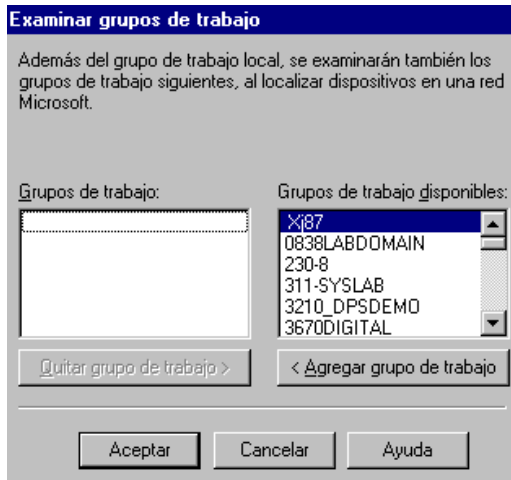 Examinar grupos de trabajo
Además del grupo de trabajo local, se examinarán también los
grupos de trabajo siguientes, al localizar dispositivos en una red
Microsoft.
Grupos de trabajo:
Grupos de trabajo disponibles:
Xj87
0838LABDOMAIN
230-8
311-SYSLAB
3210_DPSDEMO
3670DIGITAL
Quitar grupo de trabajo >
< Agregar grupo de trabajo
Aceptar
Cancelar
Ayuda